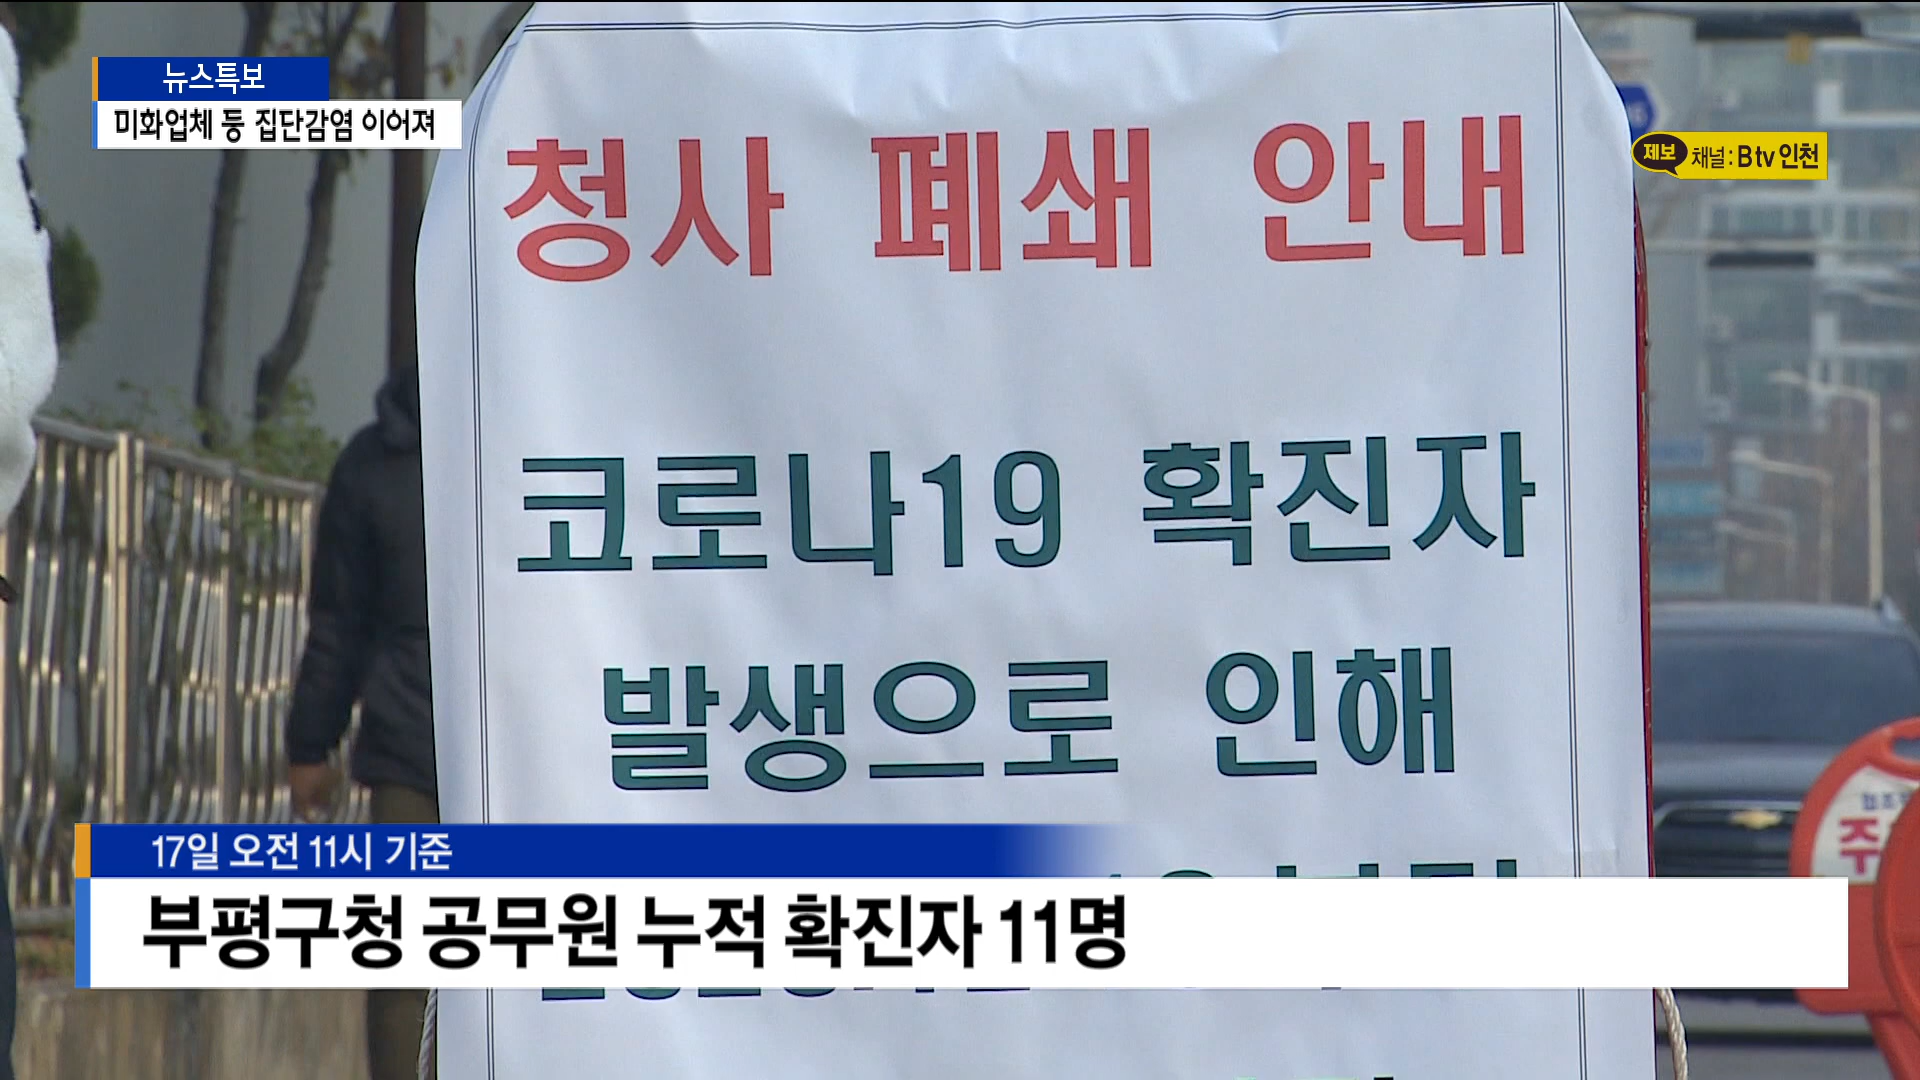 뉴스특보
미화업체 등 집단감염 이어져
제보 채널 : B tv 인천
청사 폐쇄 안내
코로나19 확진자
발생으로 인해
17일 오전 11시 기준
부평구청 공무원 누적 확진자 11명